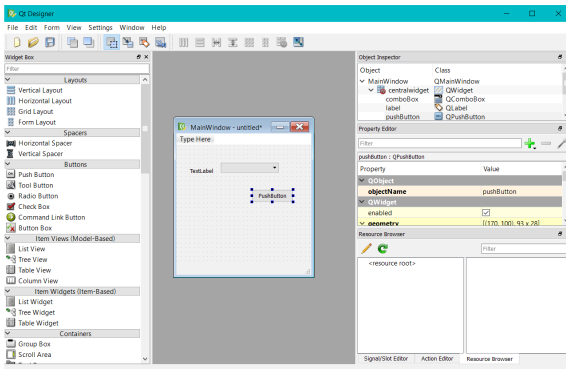 Qt Designer
File Edit Form View Settings Window Help
Widget Box
Filter
Layouts
Vertical Layout
Horizontal Layout
Grid Layout
Form Layout
Spacers
Horizontal Spacer
Vertical Spacer
Buttons
Push Button
Tool Button
Radio Button
Check Box
Command Link Button
Button Box
Item Views (Model-Based)
List View
Tree View
Table View
Column View
Item Widgets (Item-Based)
List Widget
Tree Widget
Table Widget
Containers
Group Box
Scroll Area
MainWindow - untitled*
Type Here
TextLabel
PushButton
Object Inspector
Object Class
MainWindow QMainWindow
centralwidget QWidget
comboBox QComboBox
label QLabel
pushButton QPushButton
Property Editor
Filter
pushButton : QPushButton
Property Value
QObject
objectName pushButton
QWidget
enabled
geometry [(170, 100), 93 x 28]
Resource Browser
Filter
<resource root>
Signal/Slot Editor Action Editor Resource Browser